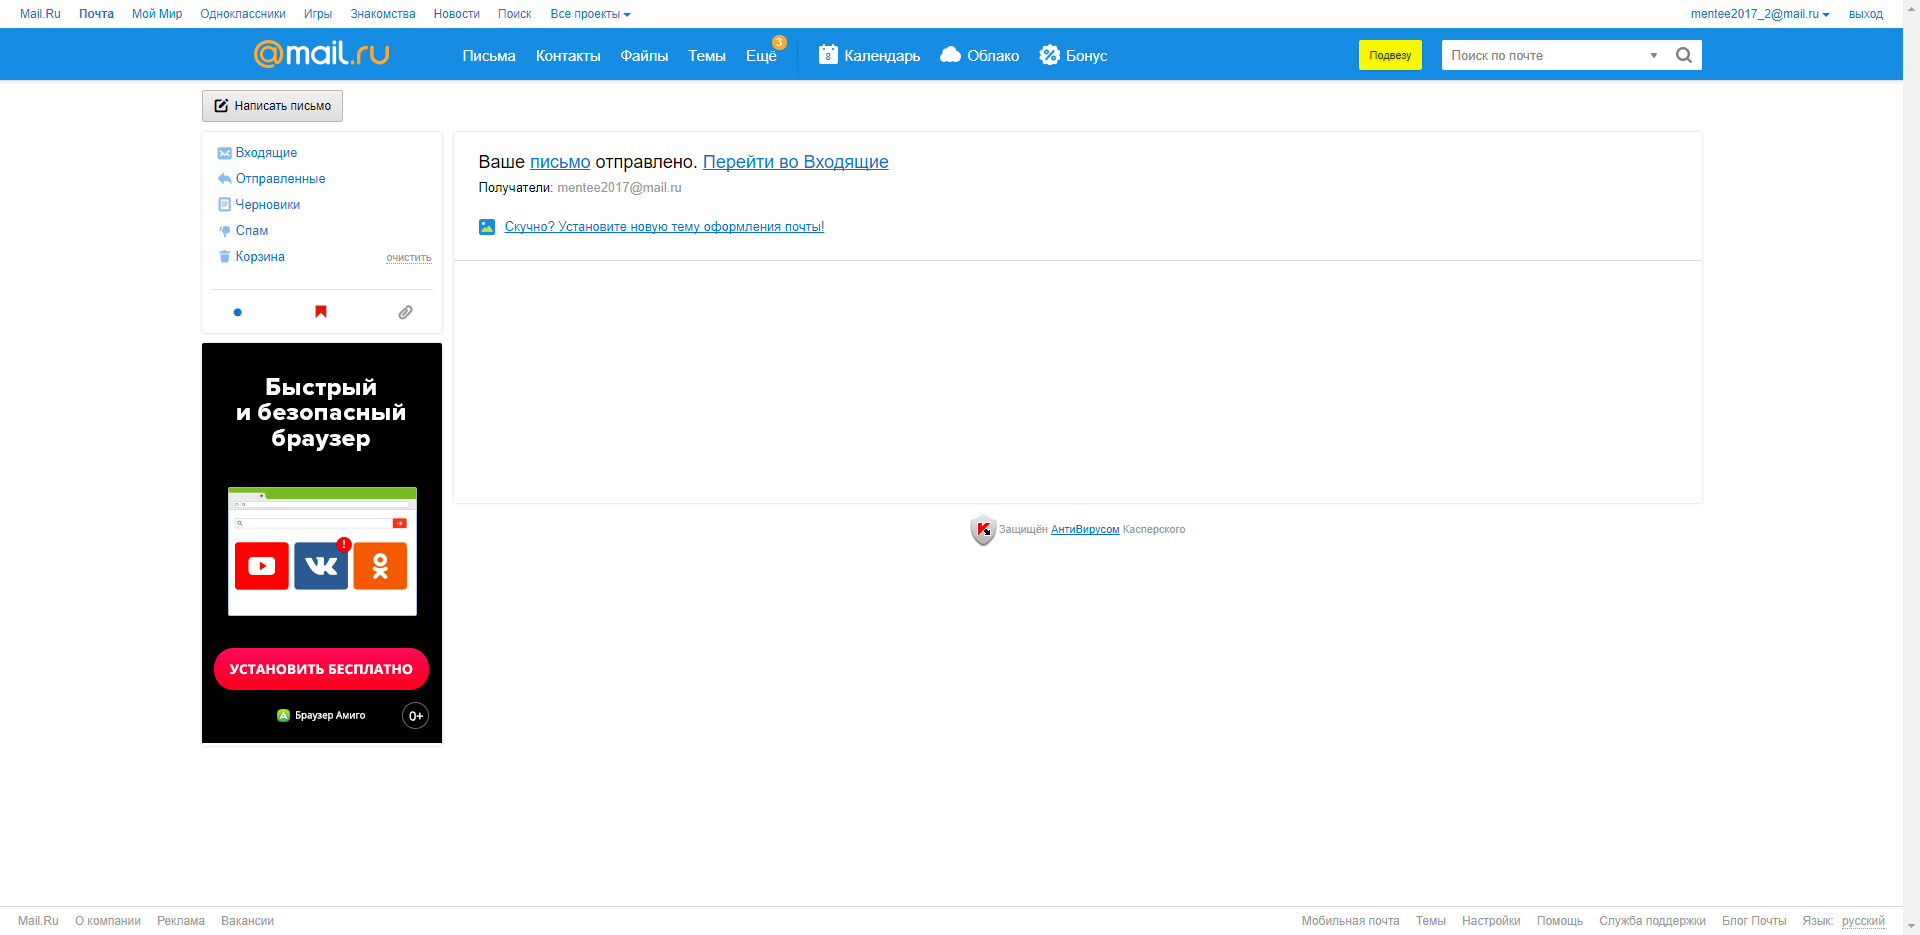 Mail.Ru Почта Мой Мир Одноклассники Игры Знакомства Новости Поиск Все проекты mentee2017_2@mail.ru выход
@mail.ru Письма Контакты Файлы Темы Ещё 3 8 Календарь Облако Бонус Подвезу Поиск по почте
Написать письмо
Входящие
Отправленные
Черновики
Спам
Корзина очистить
Ваше письмо отправлено. Перейти во Входящие
Получатели: mentee2017@mail.ru
Скучно? Установите новую тему оформления почты!
Быстрый
и безопасный
браузер
УСТАНОВИТЬ БЕСПЛАТНО
Браузер Амиго 0+
Защищён АнтиВирусом Касперского
Mail.Ru О компании Реклама Вакансии Мобильная почта Темы Настройки Помощь Служба поддержки Блог Почты Язык: русский